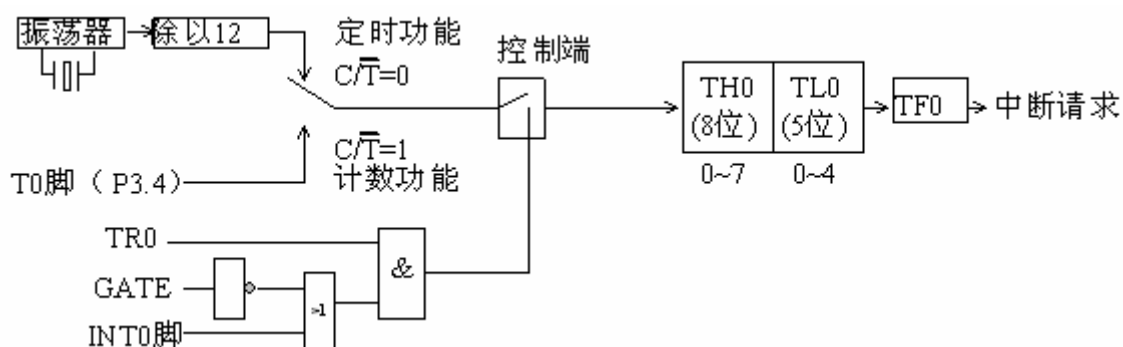 振荡器 除以12 定时功能
C/T̅=0
控制端
TH0 TL0
(8位) (5位)
TF0 中断请求
0~7 0~4
C/T̅=1
计数功能
T0脚（P3.4）
TR0
&
GATE
≥1
INT0脚